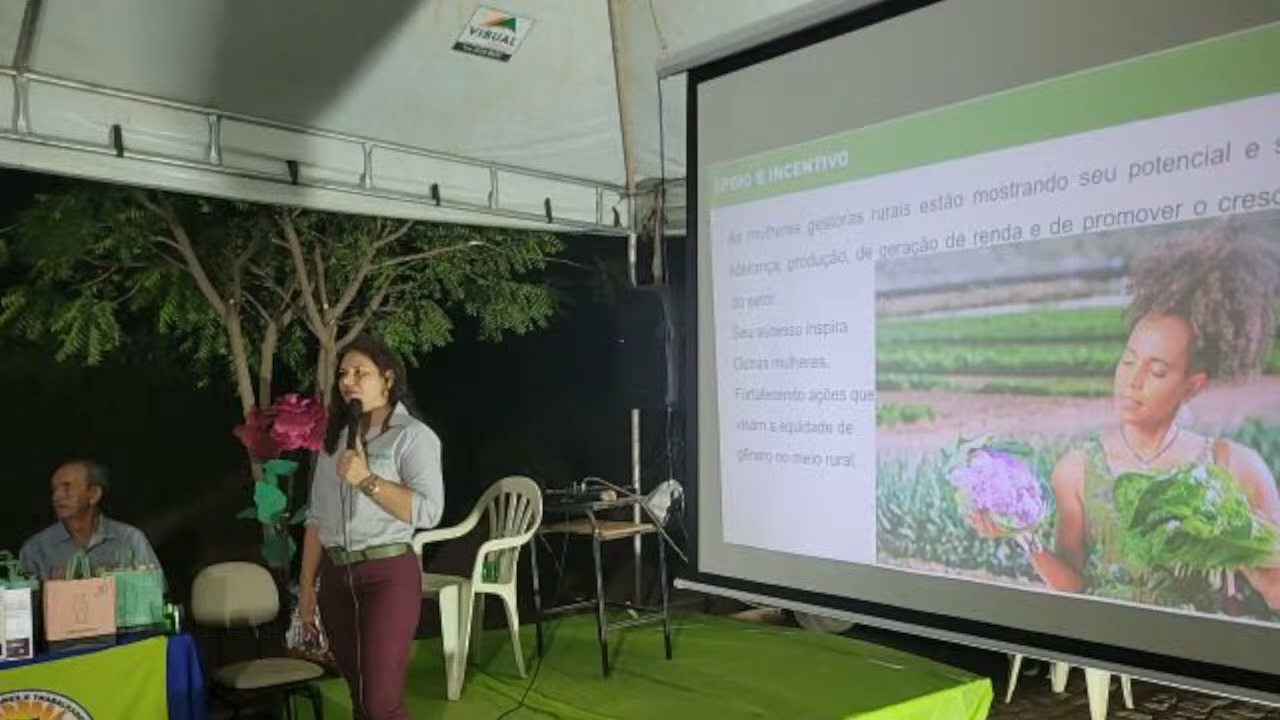 VISUAL
APOIO E INCENTIVO
As mulheres gestoras rurais estão mostrando seu potencial e s
liderança, produção, de geração de renda e de promover o cresc
do setor.
Seu sucesso inspira
Outras mulheres,
Fortalecendo ações que
visam a equidade de
gênero no meio rural